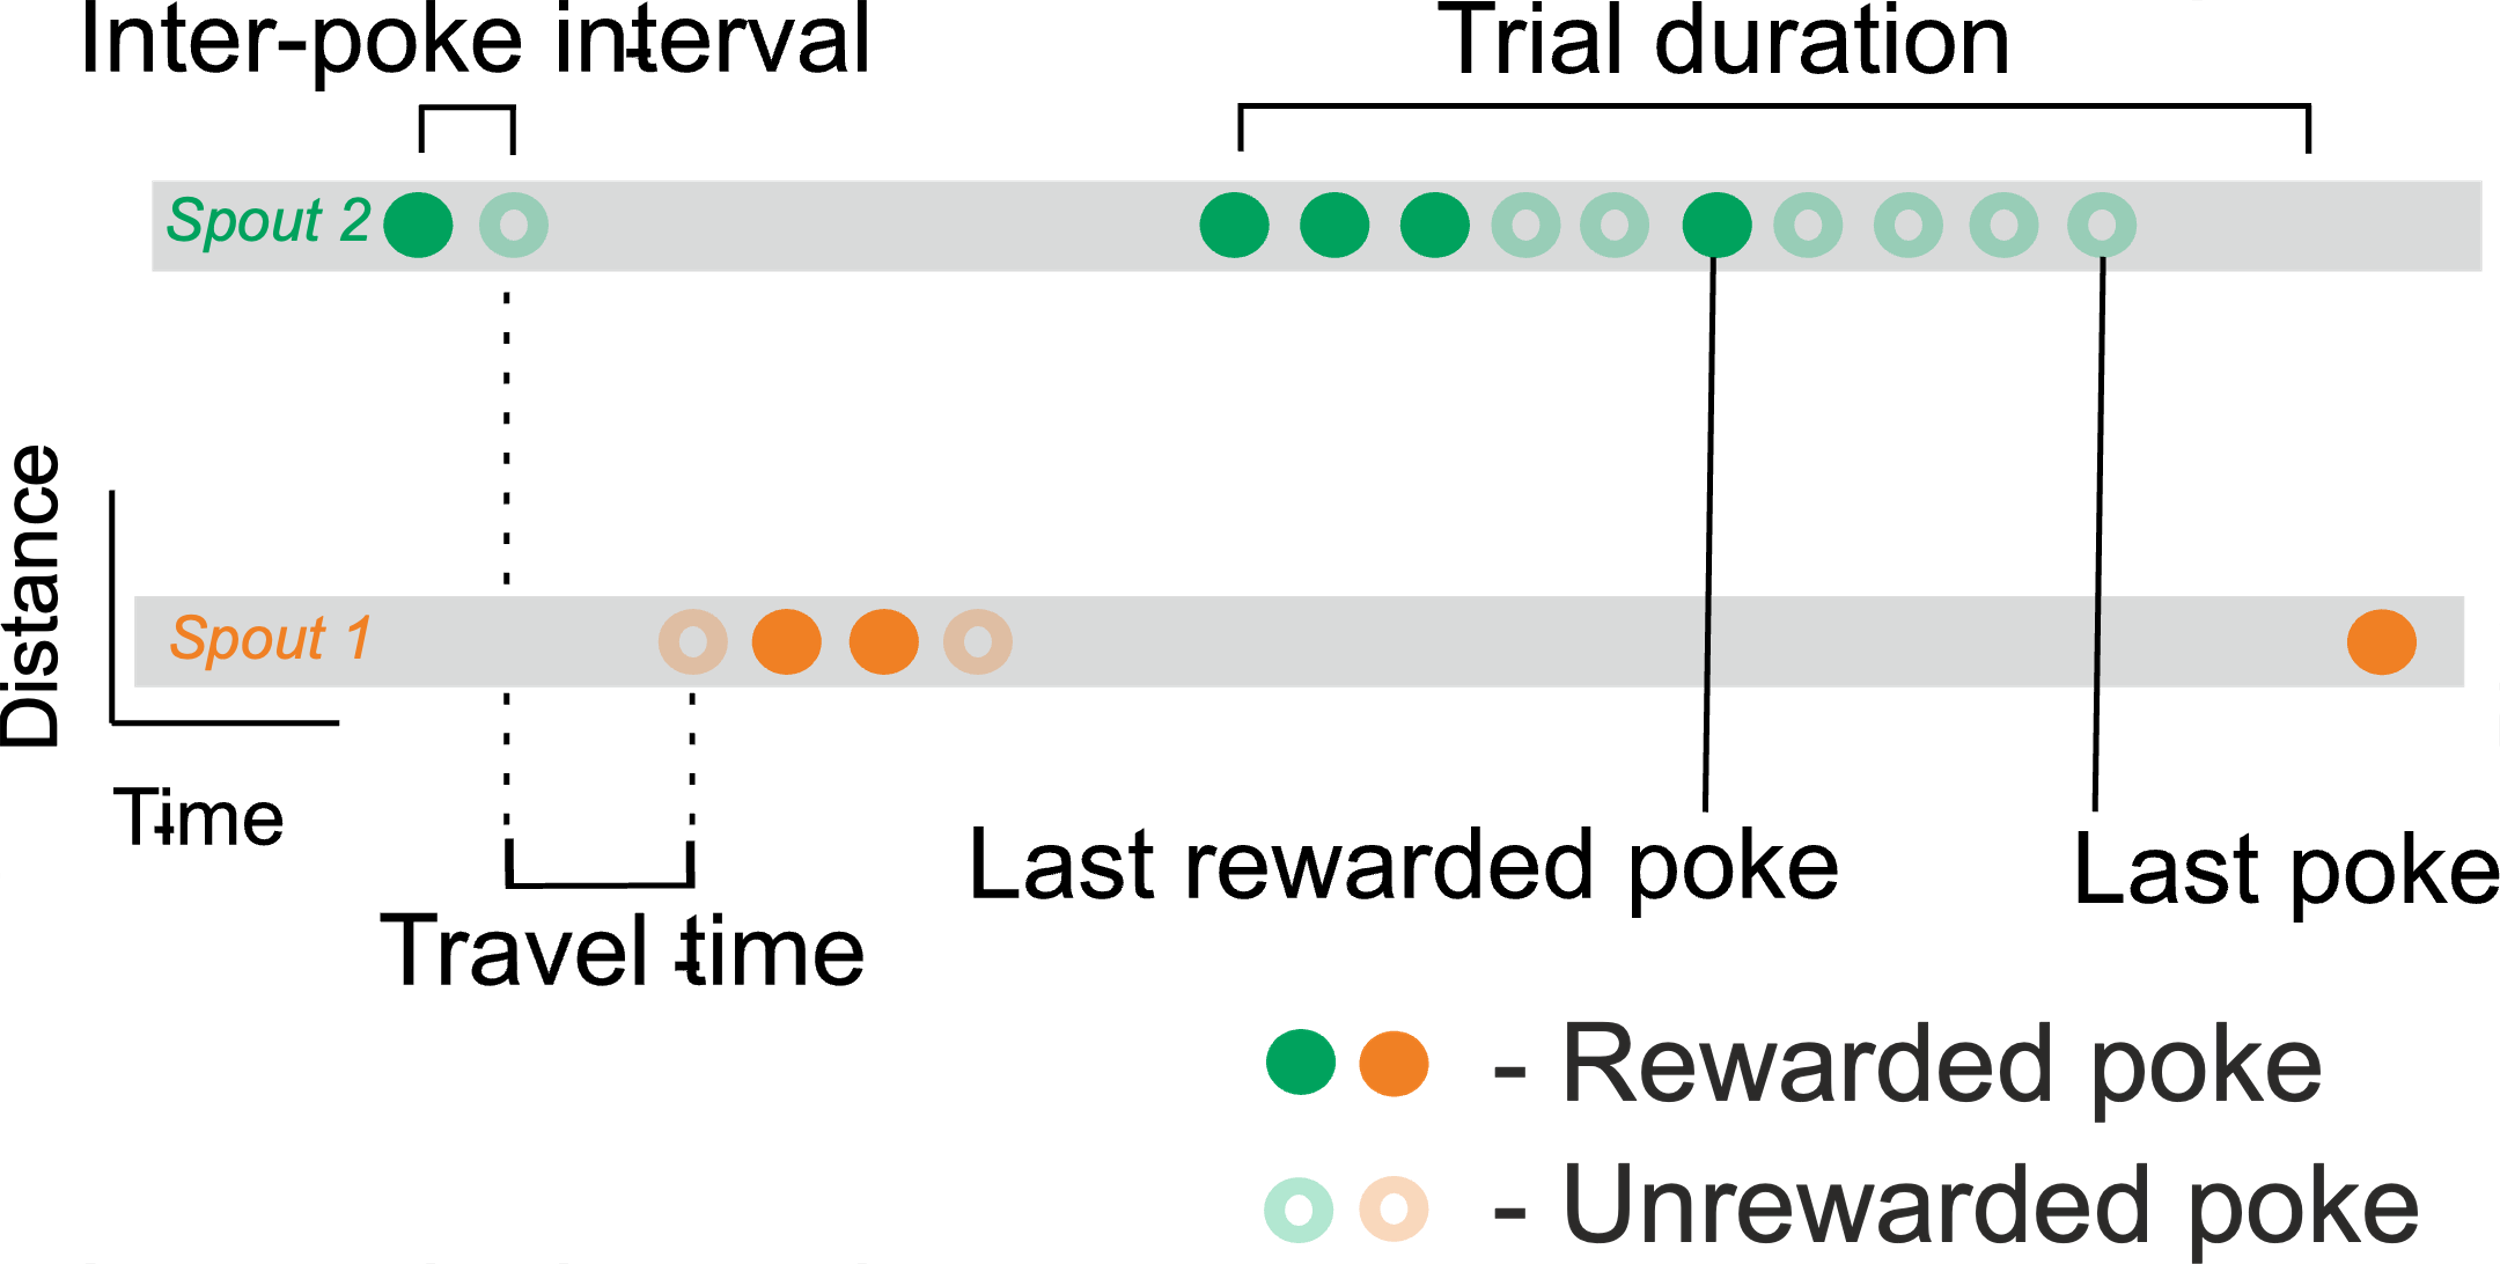 Inter-poke interval
Trial duration
Spout 2
Distance
Spout 1
Time
Last rewarded poke
Last poke
Travel time
- Rewarded poke
- Unrewarded poke